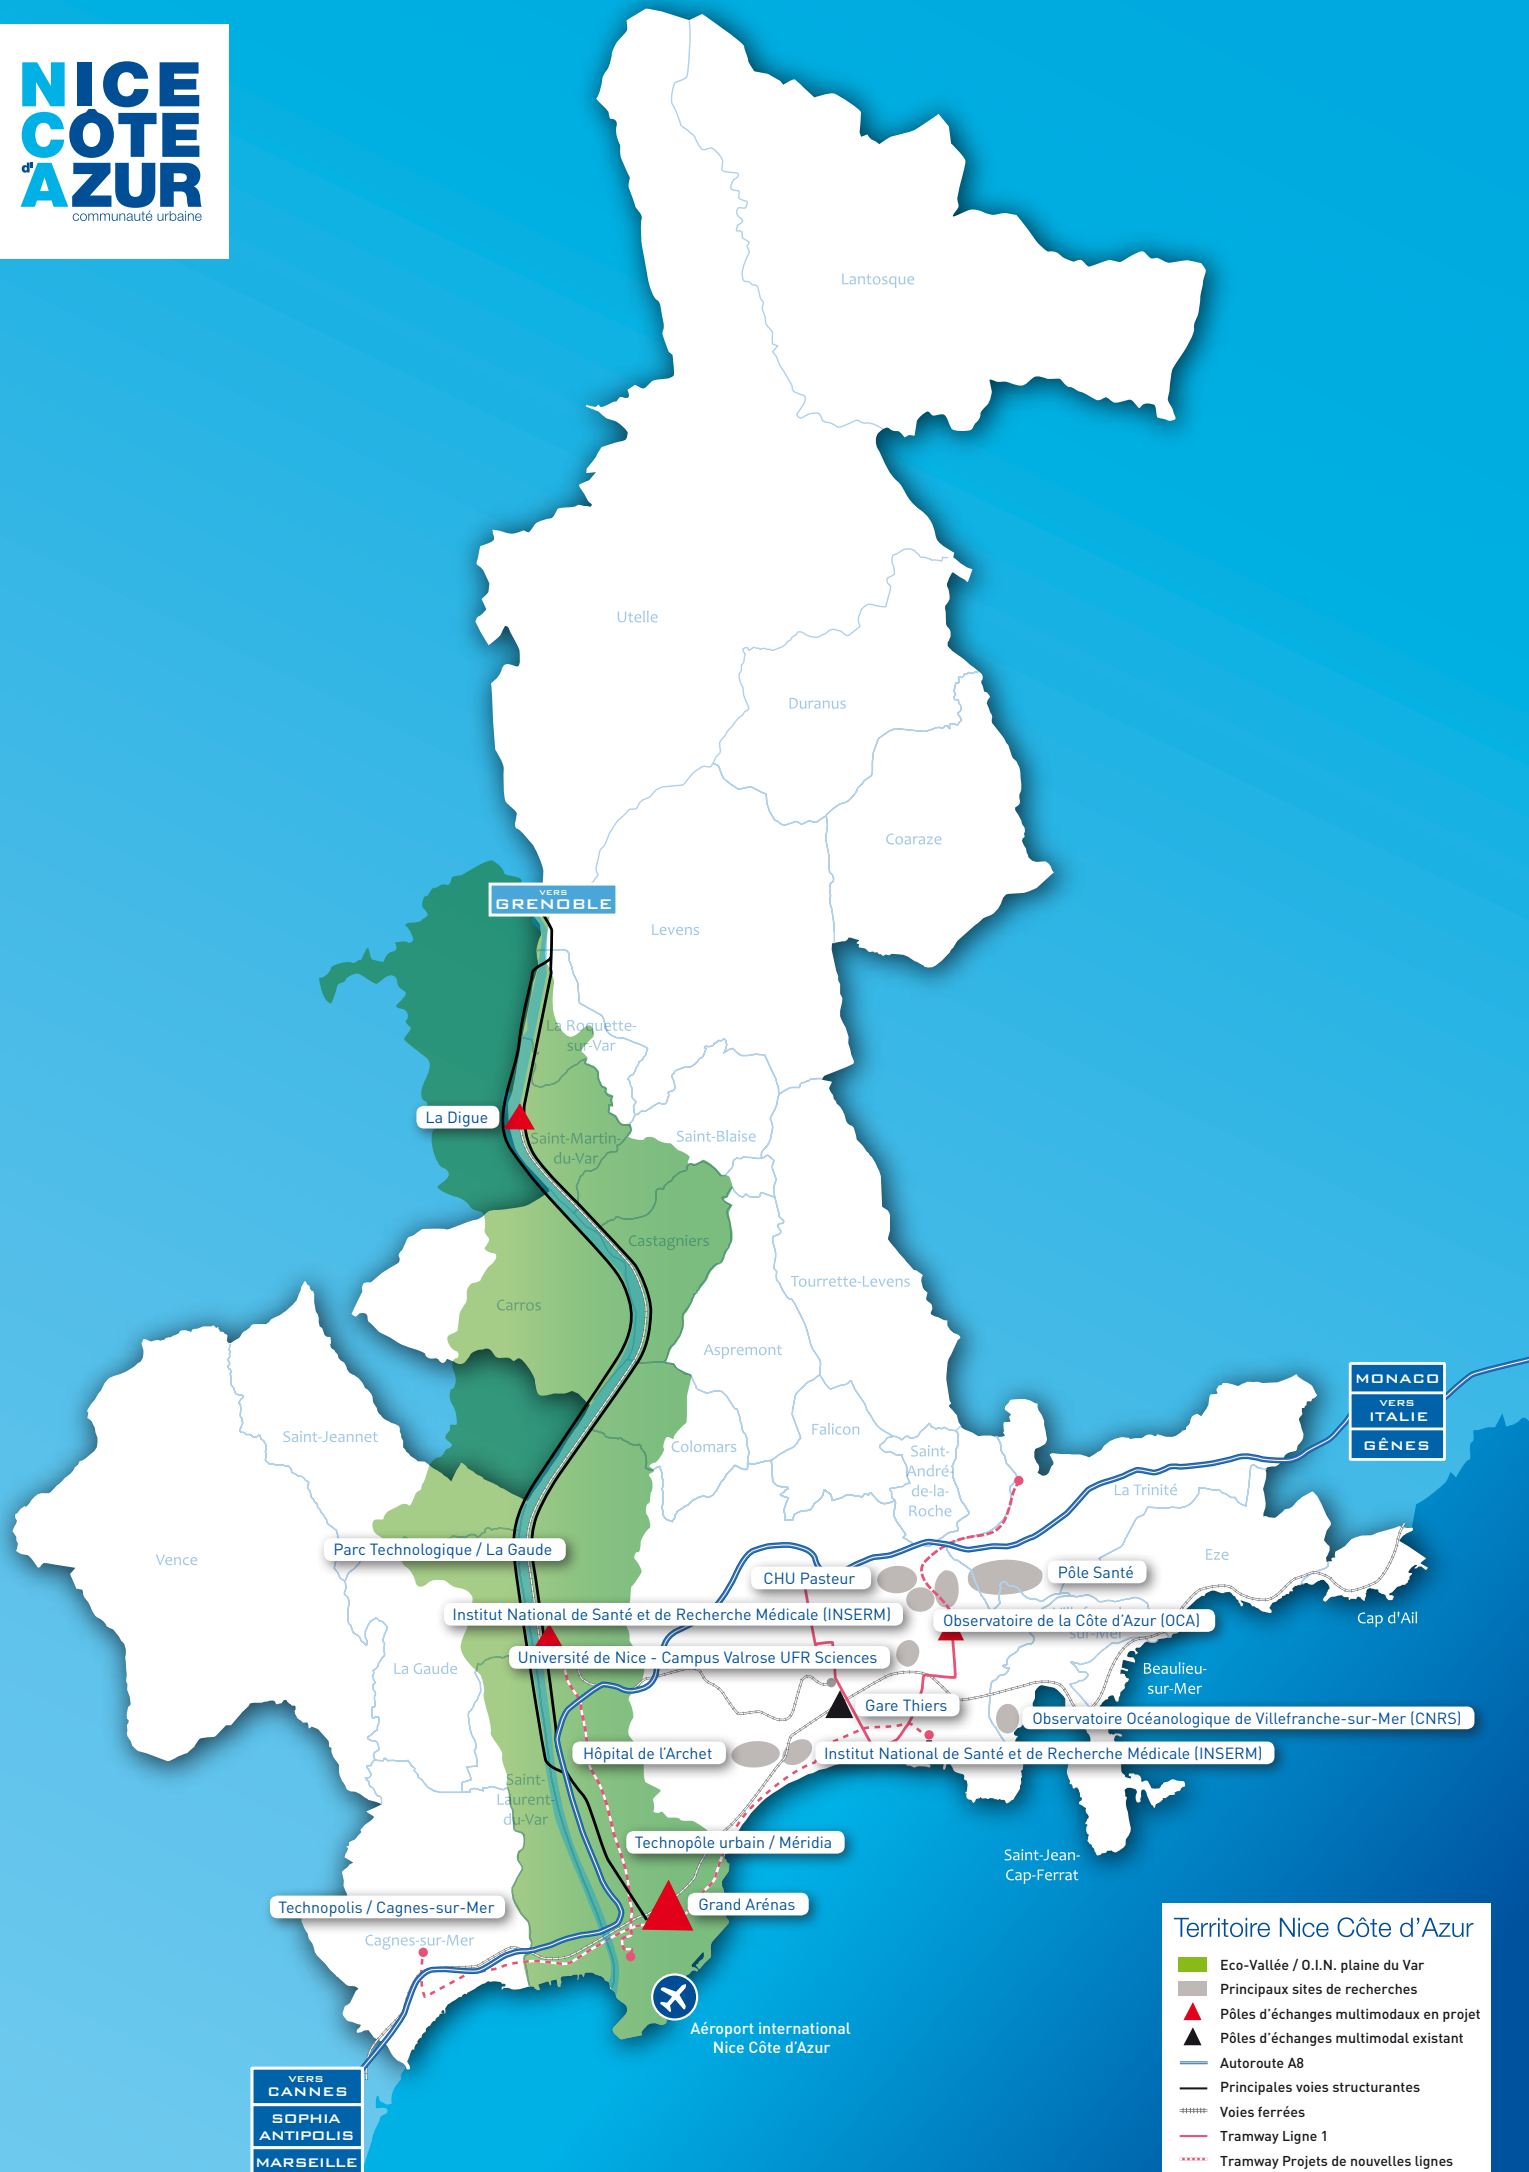 NICE
CÔTE
d'AZUR
communauté urbaine
Lantosque
Utelle
Duranus
Coaraze
VERS
GRENOBLE
Levens
La Roquette-
sur-Var
La Digue
Saint-Martin-
du-Var
Saint-Blaise
Castagniers
Tourrette-Levens
Carros
Aspremont
MONACO
VERS
ITALIE
GÊNES
Saint-Jeannet
Colomars
Falicon
Saint-
André-
de-la-
Roche
La Trinité
Vence
Parc Technologique / La Gaude
Eze
CHU Pasteur
Pôle Santé
Institut National de Santé et de Recherche Médicale (INSERM)
Observatoire de la Côte d'Azur (OCA)
sur-Mer
Cap d'Ail
Université de Nice - Campus Valrose UFR Sciences
La Gaude
Beaulieu-
sur-Mer
Gare Thiers
Observatoire Océanologique de Villefranche-sur-Mer (CNRS)
Hôpital de l'Archet
Institut National de Santé et de Recherche Médicale (INSERM)
Saint-
Laurent-
du-Var
Technopôle urbain / Méridia
Saint-Jean-
Cap-Ferrat
Grand Arénas
Technopolis / Cagnes-sur-Mer
Cagnes-sur-Mer
Aéroport international
Nice Côte d'Azur
VERS
CANNES
SOPHIA
ANTIPOLIS
MARSEILLE
Territoire Nice Côte d'Azur
Eco-Vallée / O.I.N. plaine du Var
Principaux sites de recherches
Pôles d'échanges multimodaux en projet
Pôles d'échanges multimodal existant
Autoroute A8
Principales voies structurantes
Voies ferrées
Tramway Ligne 1
Tramway Projets de nouvelles lignes